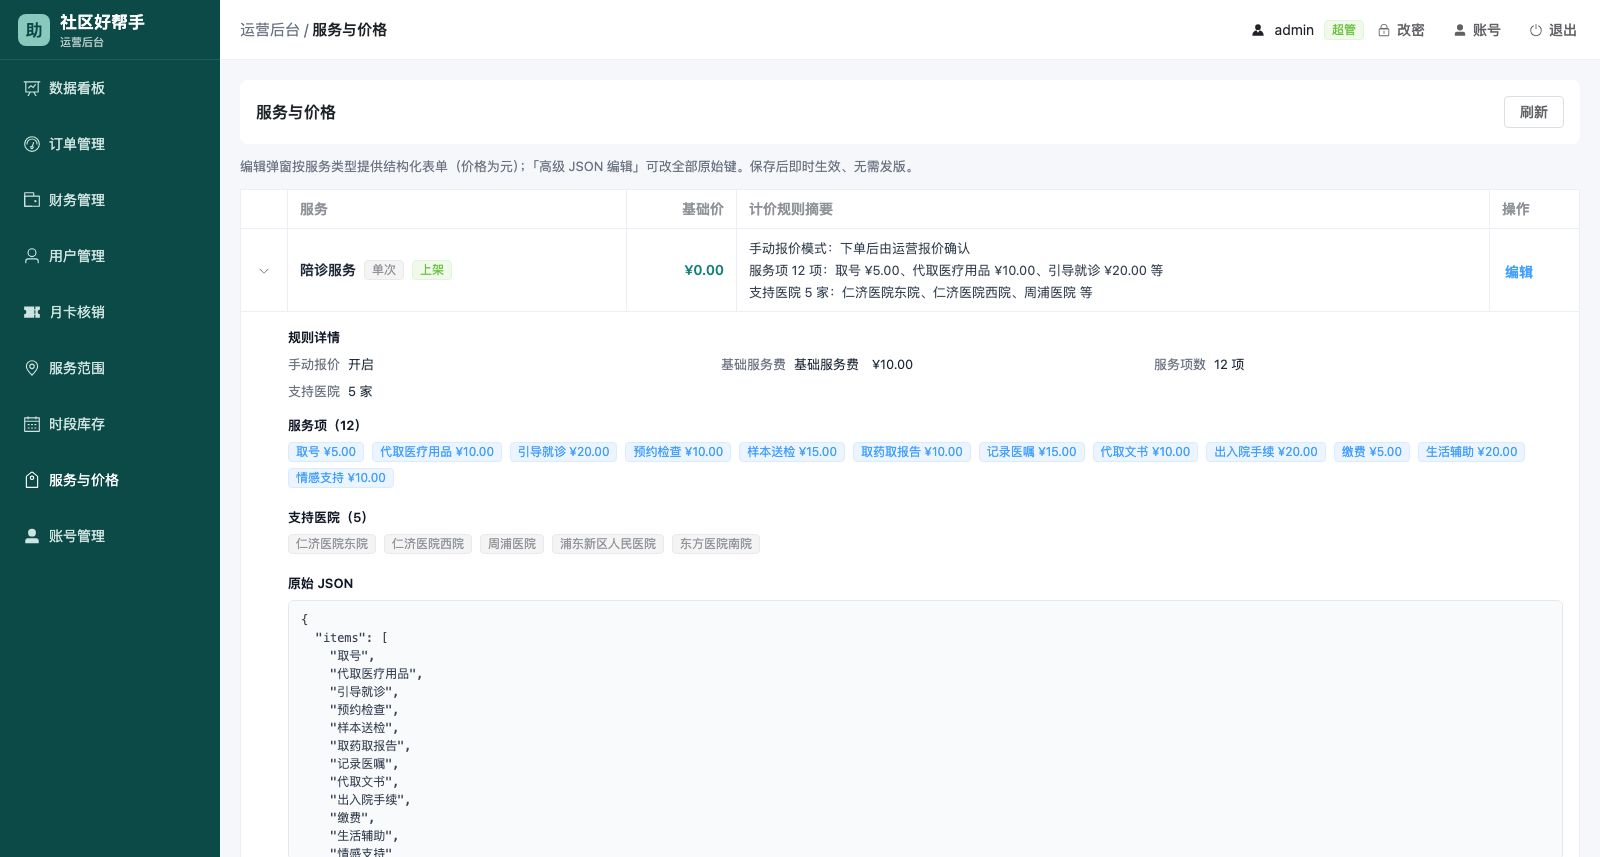 助 社区好帮手
运营后台
数据看板
订单管理
财务管理
用户管理
月卡核销
服务范围
时段库存
服务与价格
账号管理
运营后台 / 服务与价格
admin 超管 改密 账号 退出
服务与价格
刷新
编辑弹窗按服务类型提供结构化表单（价格为元）；「高级 JSON 编辑」可改全部原始键。保存后即时生效、无需发版。
服务 基础价 计价规则摘要 操作
陪诊服务 单次 上架 ¥0.00
手动报价模式：下单后由运营报价确认
服务项 12 项：取号 ¥5.00、代取医疗用品 ¥10.00、引导就诊 ¥20.00 等
支持医院 5 家：仁济医院东院、仁济医院西院、周浦医院 等
编辑
规则详情
手动报价 开启 基础服务费 基础服务费 ¥10.00 服务项数 12 项
支持医院 5 家
服务项（12）
取号 ¥5.00 代取医疗用品 ¥10.00 引导就诊 ¥20.00 预约检查 ¥10.00 样本送检 ¥15.00 取药取报告 ¥10.00 记录医嘱 ¥15.00 代取文书 ¥10.00 出入院手续 ¥20.00 缴费 ¥5.00 生活辅助 ¥20.00
情感支持 ¥10.00
支持医院（5）
仁济医院东院 仁济医院西院 周浦医院 浦东新区人民医院 东方医院南院
原始 JSON
{
"items": [
"取号",
"代取医疗用品",
"引导就诊",
"预约检查",
"样本送检",
"取药取报告",
"记录医嘱",
"代取文书",
"出入院手续",
"缴费",
"生活辅助",
"情感支持"